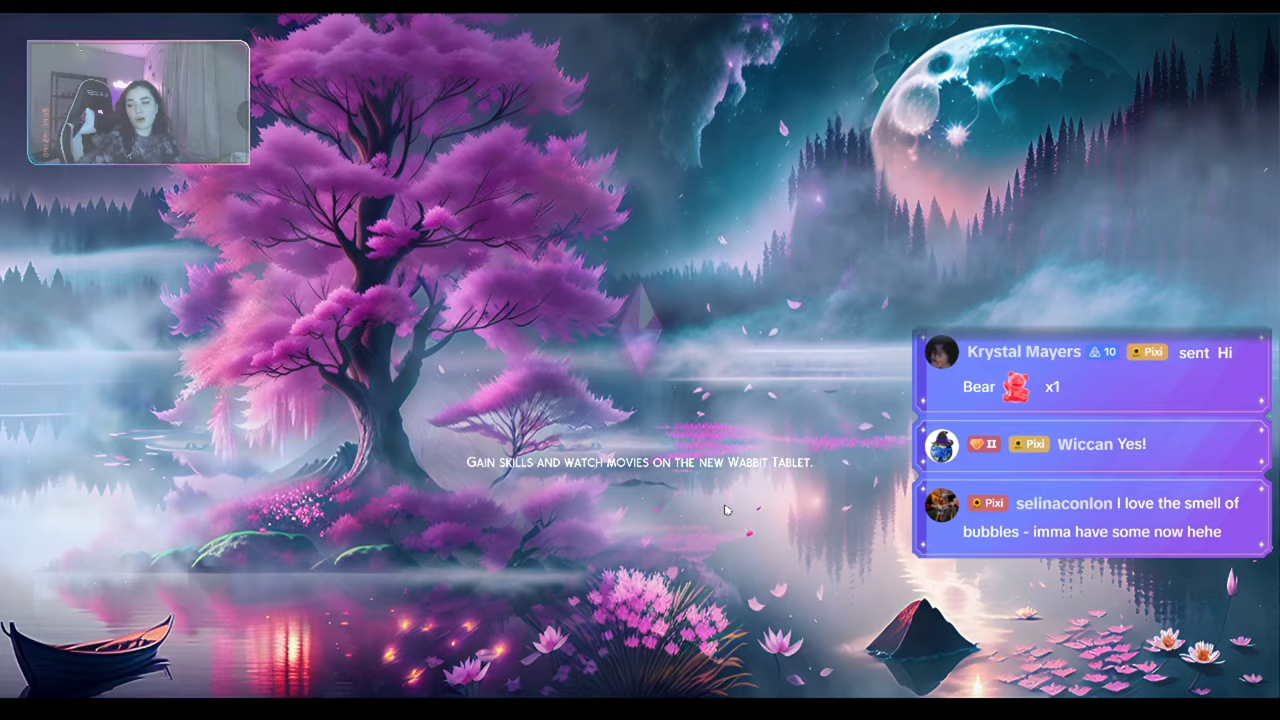 Krystal Mayers 10 Pixi sent Hi
Bear x1
II Pixi Wiccan Yes!
Gain skills and watch movies on the new Wabbit Tablet.
Pixi selinaconlon I love the smell of
bubbles - imma have some now hehe